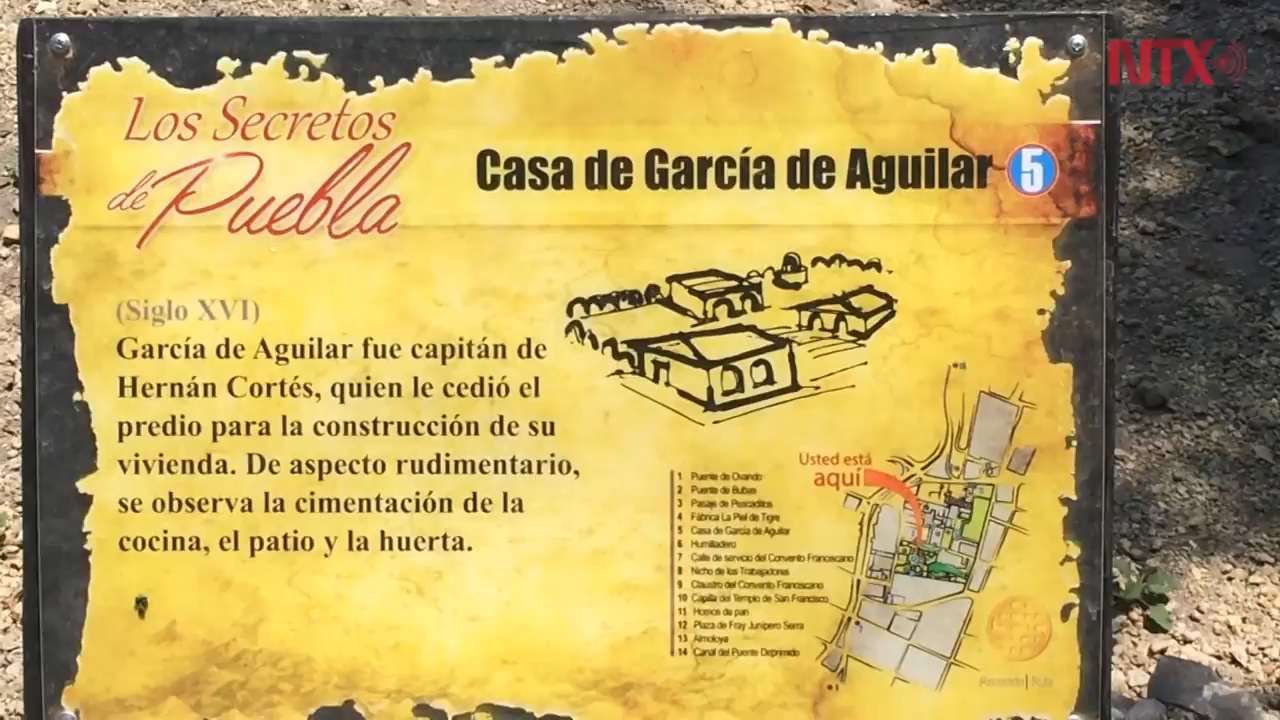 NTX
Los Secretos
de Puebla
Casa de García de Aguilar 5
(Siglo XVI)
García de Aguilar fue capitán de
Hernán Cortés, quien le cedió el
predio para la construcción de su
vivienda. De aspecto rudimentario,
se observa la cimentación de la
cocina, el patio y la huerta.
Usted está
aquí
1 Puente de Ovando
2 Puente de Bubas
3 Pasaje de Pescaditos
4 Fábrica La Piel de Tigre
5 Casa de García de Aguilar
6 Humilladero
7 Calle de servicio del Convento Franciscano
8 Nicho de los Trabajadores
9 Claustro del Convento Franciscano
10 Capilla del Templo de San Francisco
11 Hornos de pan
12 Plaza de Fray Junípero Serra
13 Almoloya
14 Canal del Puente Deprimido